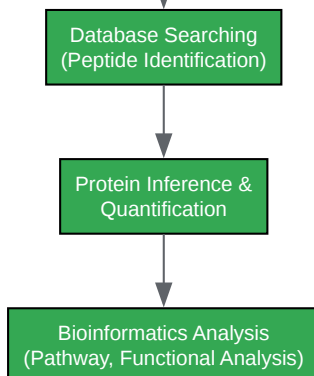 Database Searching
(Peptide Identification)
Protein Inference &
Quantification
Bioinformatics Analysis
(Pathway, Functional Analysis)